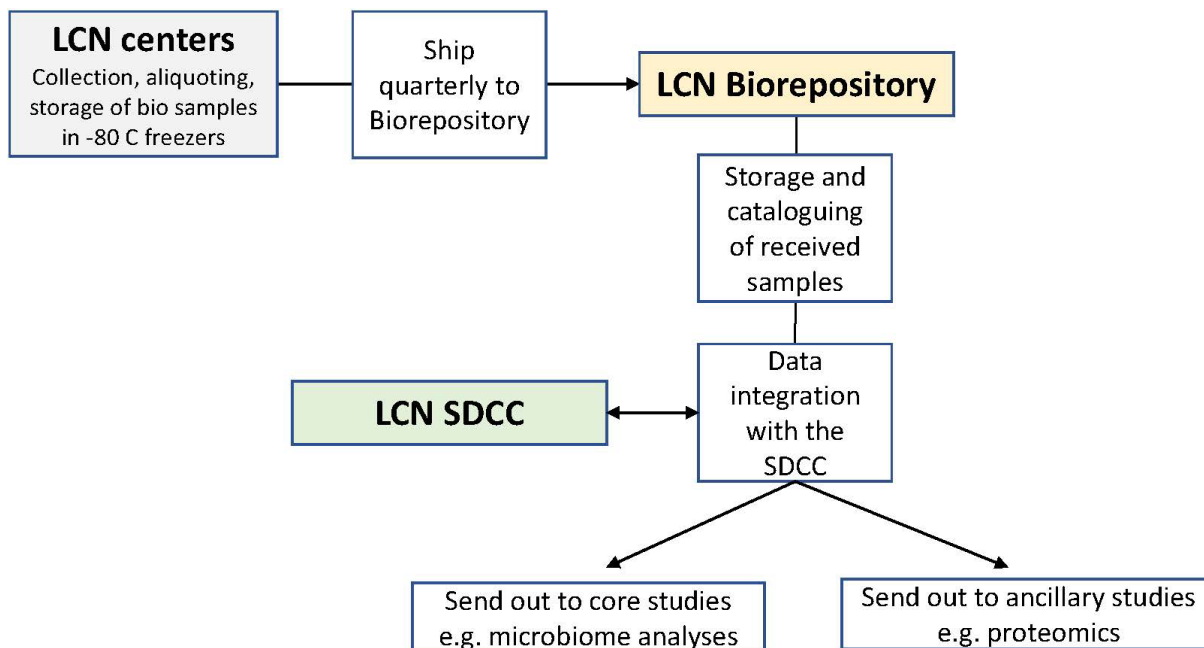 LCN centers
Collection, aliquoting,
storage of bio samples
in -80 C freezers
Ship
quarterly to
Biorepository
LCN Biorepository
Storage and
cataloguing
of received
samples
LCN SDCC
Data
integration
with the
SDCC
Send out to core studies
e.g. microbiome analyses
Send out to ancillary studies
e.g. proteomics